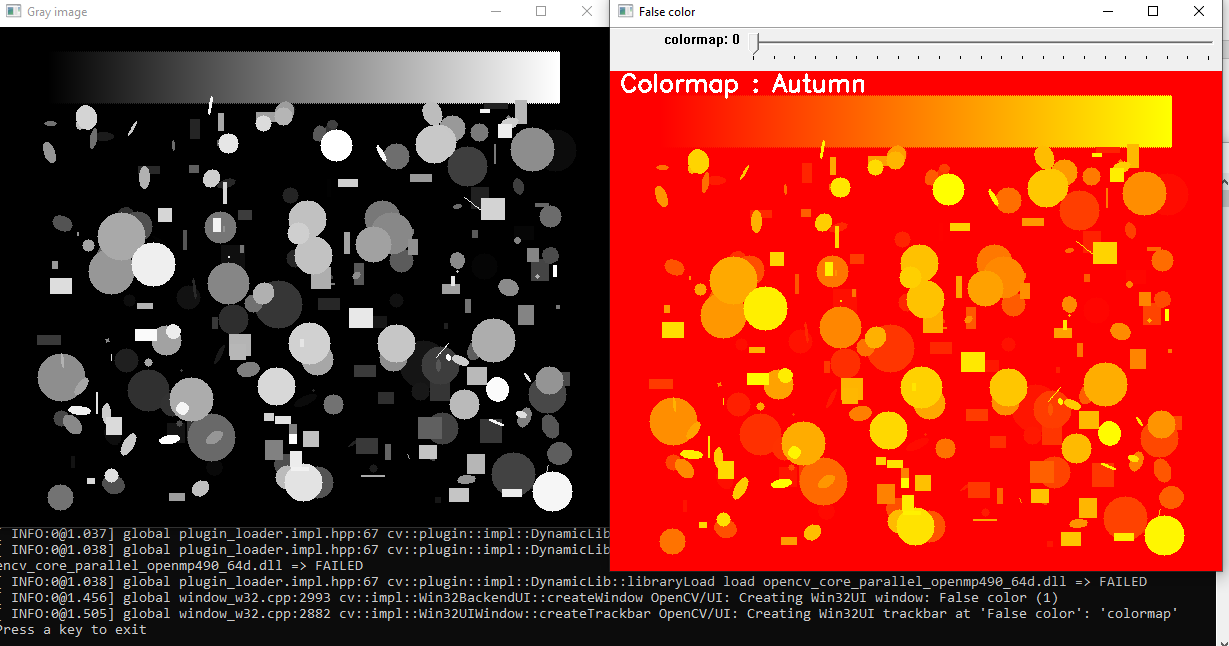 Gray image
False color
colormap: 0
Colormap : Autumn
[ INFO:0@1.037] global plugin_loader.impl.hpp:67 cv::plugin::impl::DynamicLib
[ INFO:0@1.038] global plugin_loader.impl.hpp:67 cv::plugin::impl::DynamicLib
encv_core_parallel_openmp490_64d.dll => FAILED
[ INFO:0@1.038] global plugin_loader.impl.hpp:67 cv::plugin::impl::DynamicLib::libraryLoad load opencv_core_parallel_openmp490_64d.dll => FAILED
[ INFO:0@1.456] global window_w32.cpp:2993 cv::impl::Win32BackendUI::createWindow OpenCV/UI: Creating Win32UI window: False color (1)
[ INFO:0@1.505] global window_w32.cpp:2882 cv::impl::Win32UIWindow::createTrackbar OpenCV/UI: Creating Win32UI trackbar at 'False color': 'colormap'
Press a key to exit